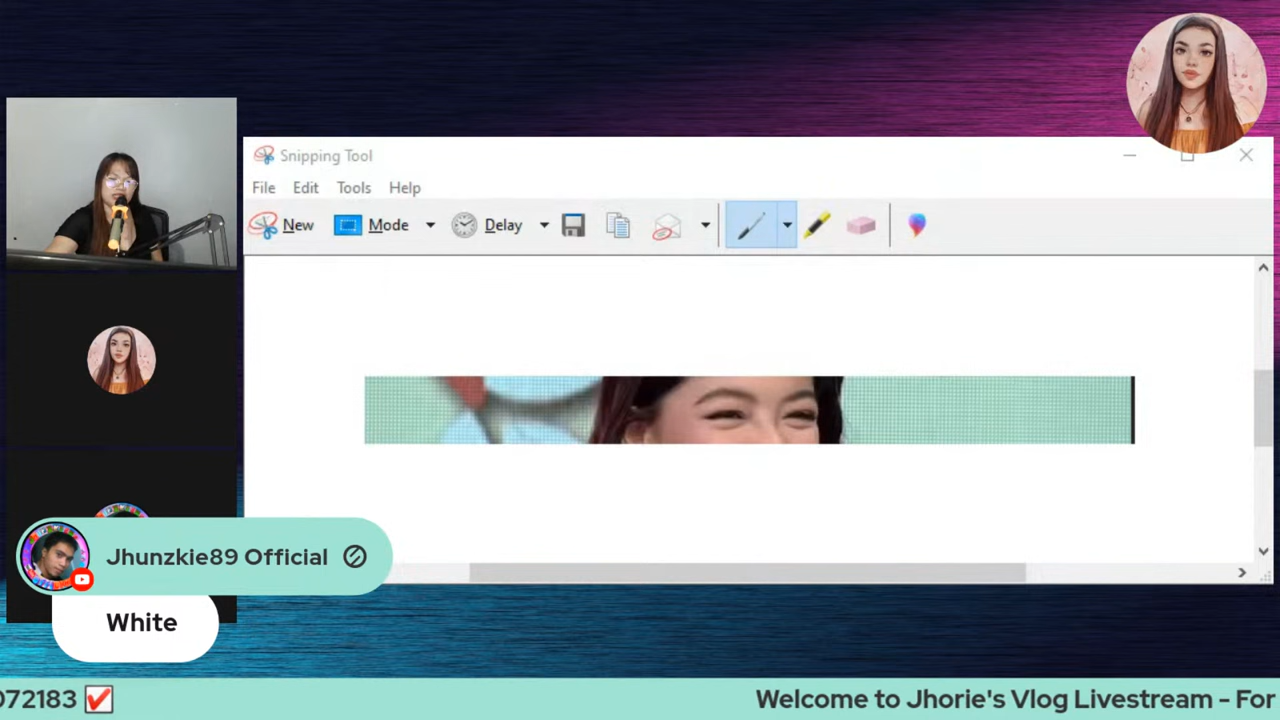 Snipping Tool
File Edit Tools Help
New Mode Delay
Jhunzkie89 Official
White
072183 Welcome to Jhorie's Vlog Livestream - For